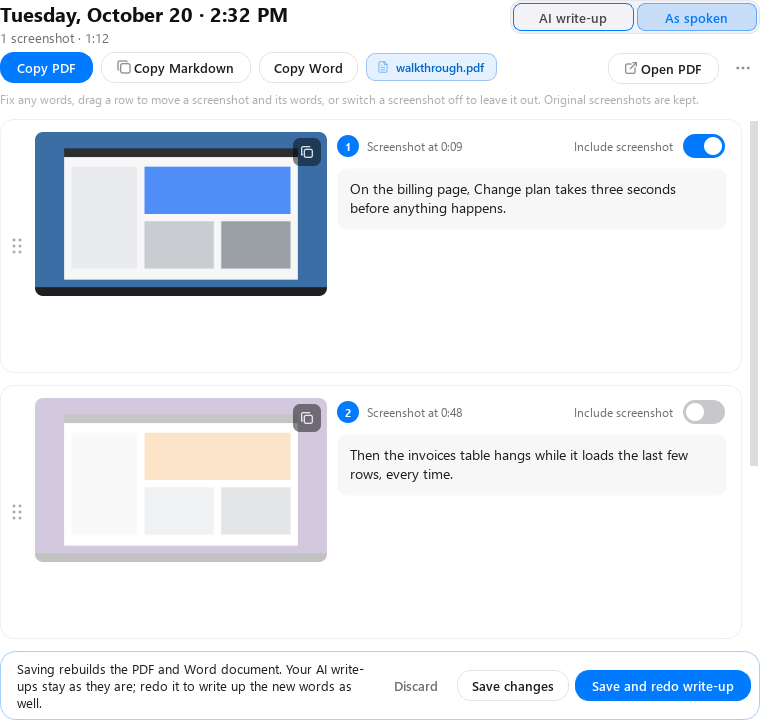 Tuesday, October 20 · 2:32 PM
AI write-up
As spoken
1 screenshot · 1:12
Copy PDF
Copy Markdown
Copy Word
walkthrough.pdf
Open PDF
Fix any words, drag a row to move a screenshot and its words, or switch a screenshot off to leave it out. Original screenshots are kept.
1
Screenshot at 0:09
Include screenshot
On the billing page, Change plan takes three seconds
before anything happens.
2
Screenshot at 0:48
Include screenshot
Then the invoices table hangs while it loads the last few
rows, every time.
Saving rebuilds the PDF and Word document. Your AI write-
ups stay as they are; redo it to write up the new words as
well.
Discard
Save changes
Save and redo write-up